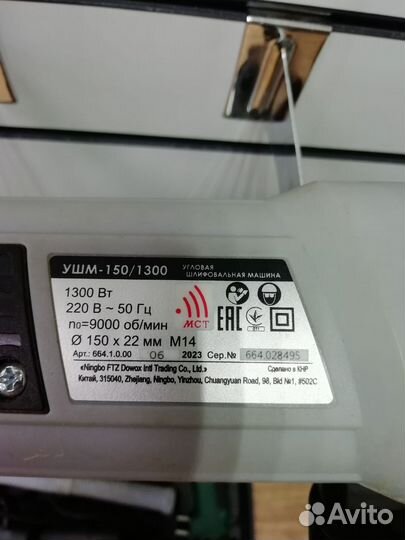 УШМ-150/1300 УГЛОВАЯ ШЛИФОВАЛЬНАЯ МАШИНА
1300 Вт
220 В ~ 50 Гц
n₀=9000 об/мин
Ø 150 x 22 мм M14
МСТ
EAC
Арт.: 664.1.0.00 06 2023 Сер.№ 664.028495
«Ningbo FTZ Dowox Intl Trading Co., Ltd.» Сделано в КНР
Китай, 315040, Zhejiang, Ningbo, Yinzhou, Chuangyuan Road, 98, Bld №1, #502C
Avito